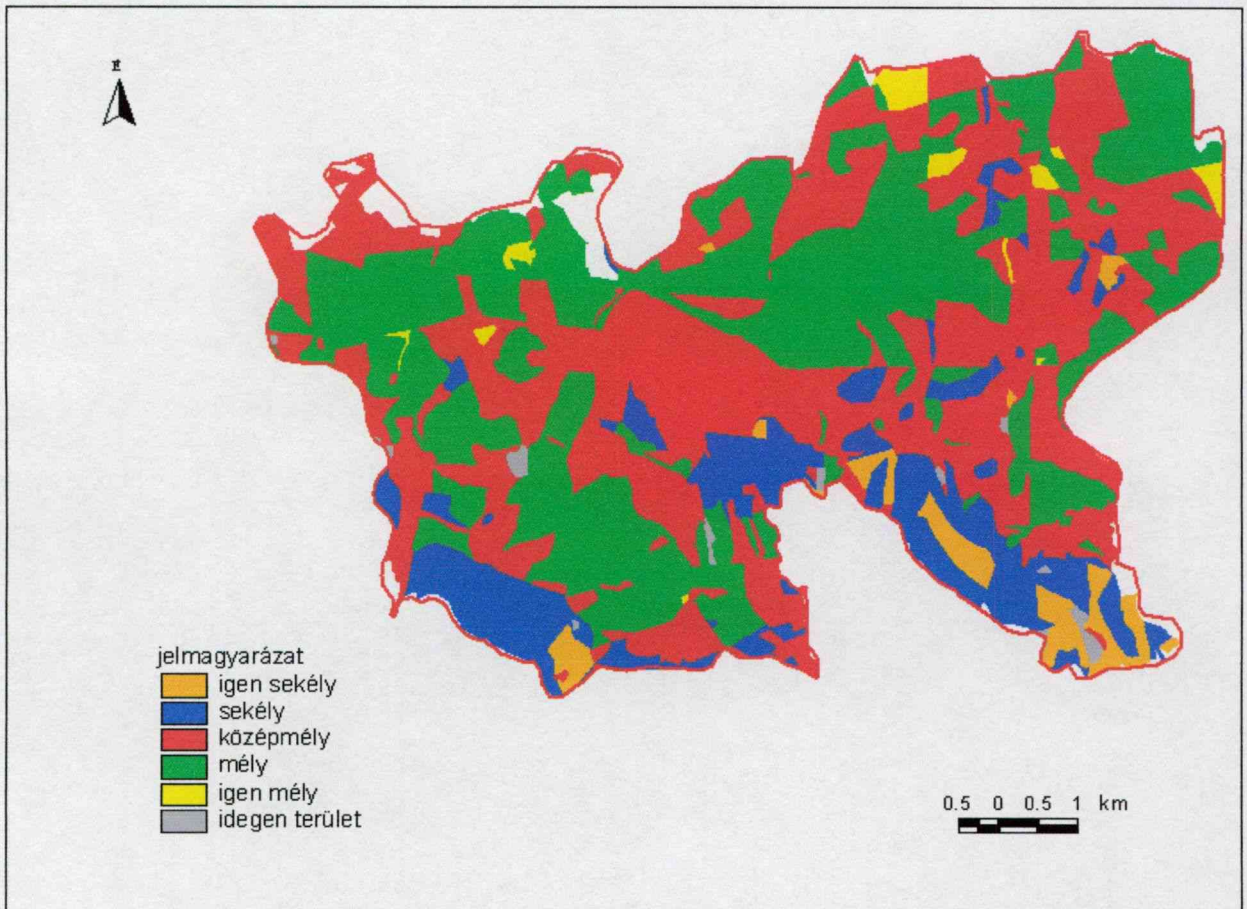 jelmagyarázat
igen sekély
sekély
középmély
mély
igen mély
idegen terület
0.5 0 0.5 1 km